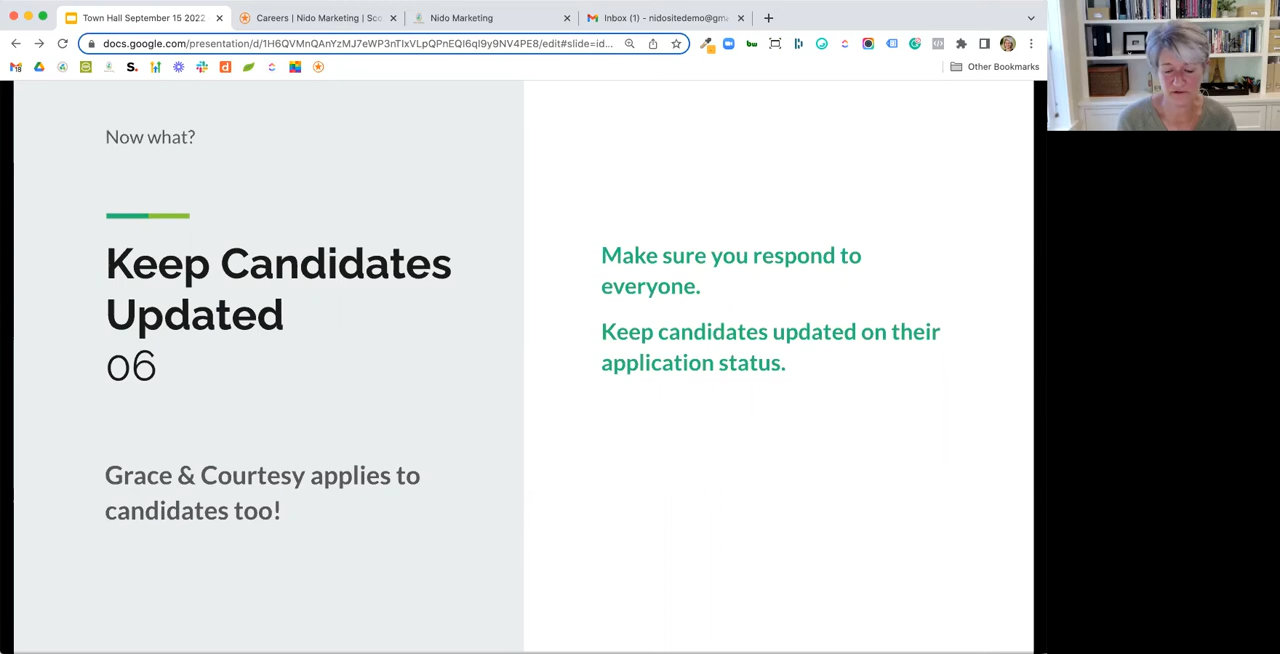 Town Hall September 15 2022
Careers | Nido Marketing | Sco
Nido Marketing
Inbox (1) - nidositedemo@gm
docs.google.com/presentation/d/1H6QVMnQAnYzMJ7eWP3nTIxVLpQPnEQI6qI9y9NV4PE8/edit#slide=id...
Other Bookmarks
Now what?
Keep Candidates
Updated
06
Grace & Courtesy applies to
candidates too!
Make sure you respond to
everyone.
Keep candidates updated on their
application status.